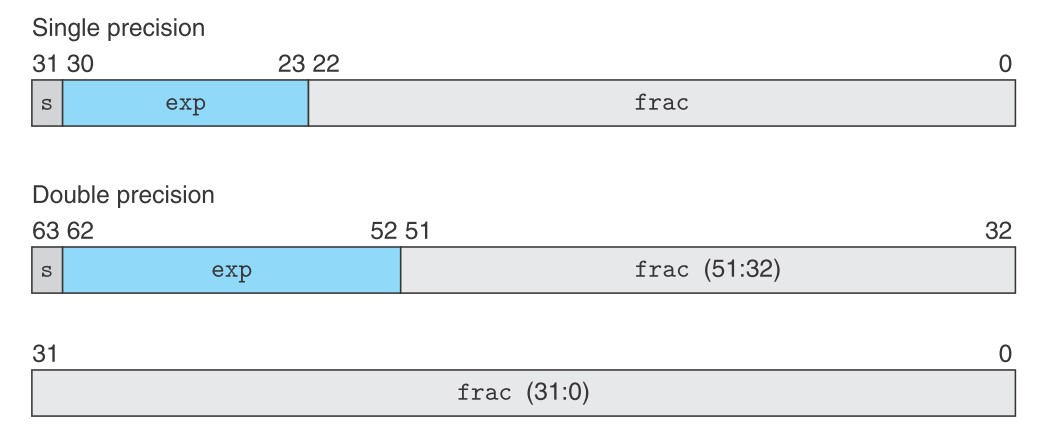 Single precision
31 30 23 22 0
s exp frac
Double precision
63 62 52 51 32
s exp frac (51:32)
31 0
frac (31:0)